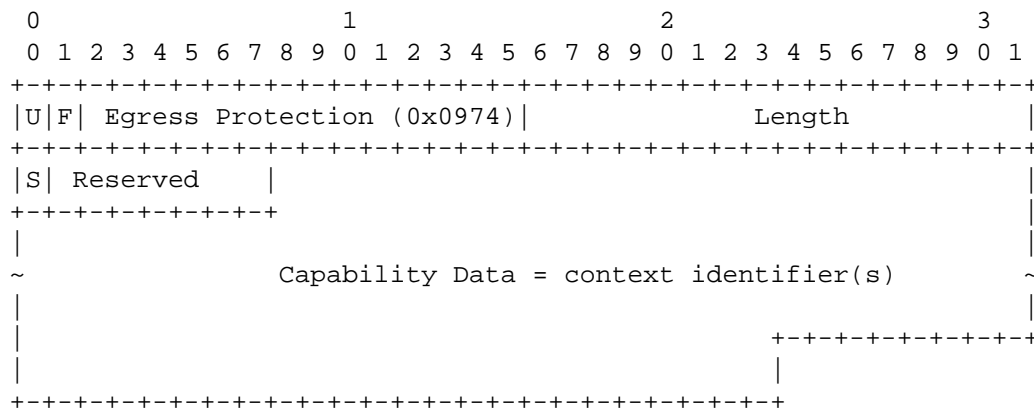 0                   1                   2                   3
 0 1 2 3 4 5 6 7 8 9 0 1 2 3 4 5 6 7 8 9 0 1 2 3 4 5 6 7 8 9 0 1
+-+-+-+-+-+-+-+-+-+-+-+-+-+-+-+-+-+-+-+-+-+-+-+-+-+-+-+-+-+-+-+-+
|U|F| Egress Protection (0x0974)|              Length           |
+-+-+-+-+-+-+-+-+-+-+-+-+-+-+-+-+-+-+-+-+-+-+-+-+-+-+-+-+-+-+-+-+
|S| Reserved    |                                               |
+-+-+-+-+-+-+-+-+                                               |
|                                                               |
~                Capability Data = context identifier(s)        ~
|                                                               |
|                                               +-+-+-+-+-+-+-+-+
|                                               |
+-+-+-+-+-+-+-+-+-+-+-+-+-+-+-+-+-+-+-+-+-+-+-+-+